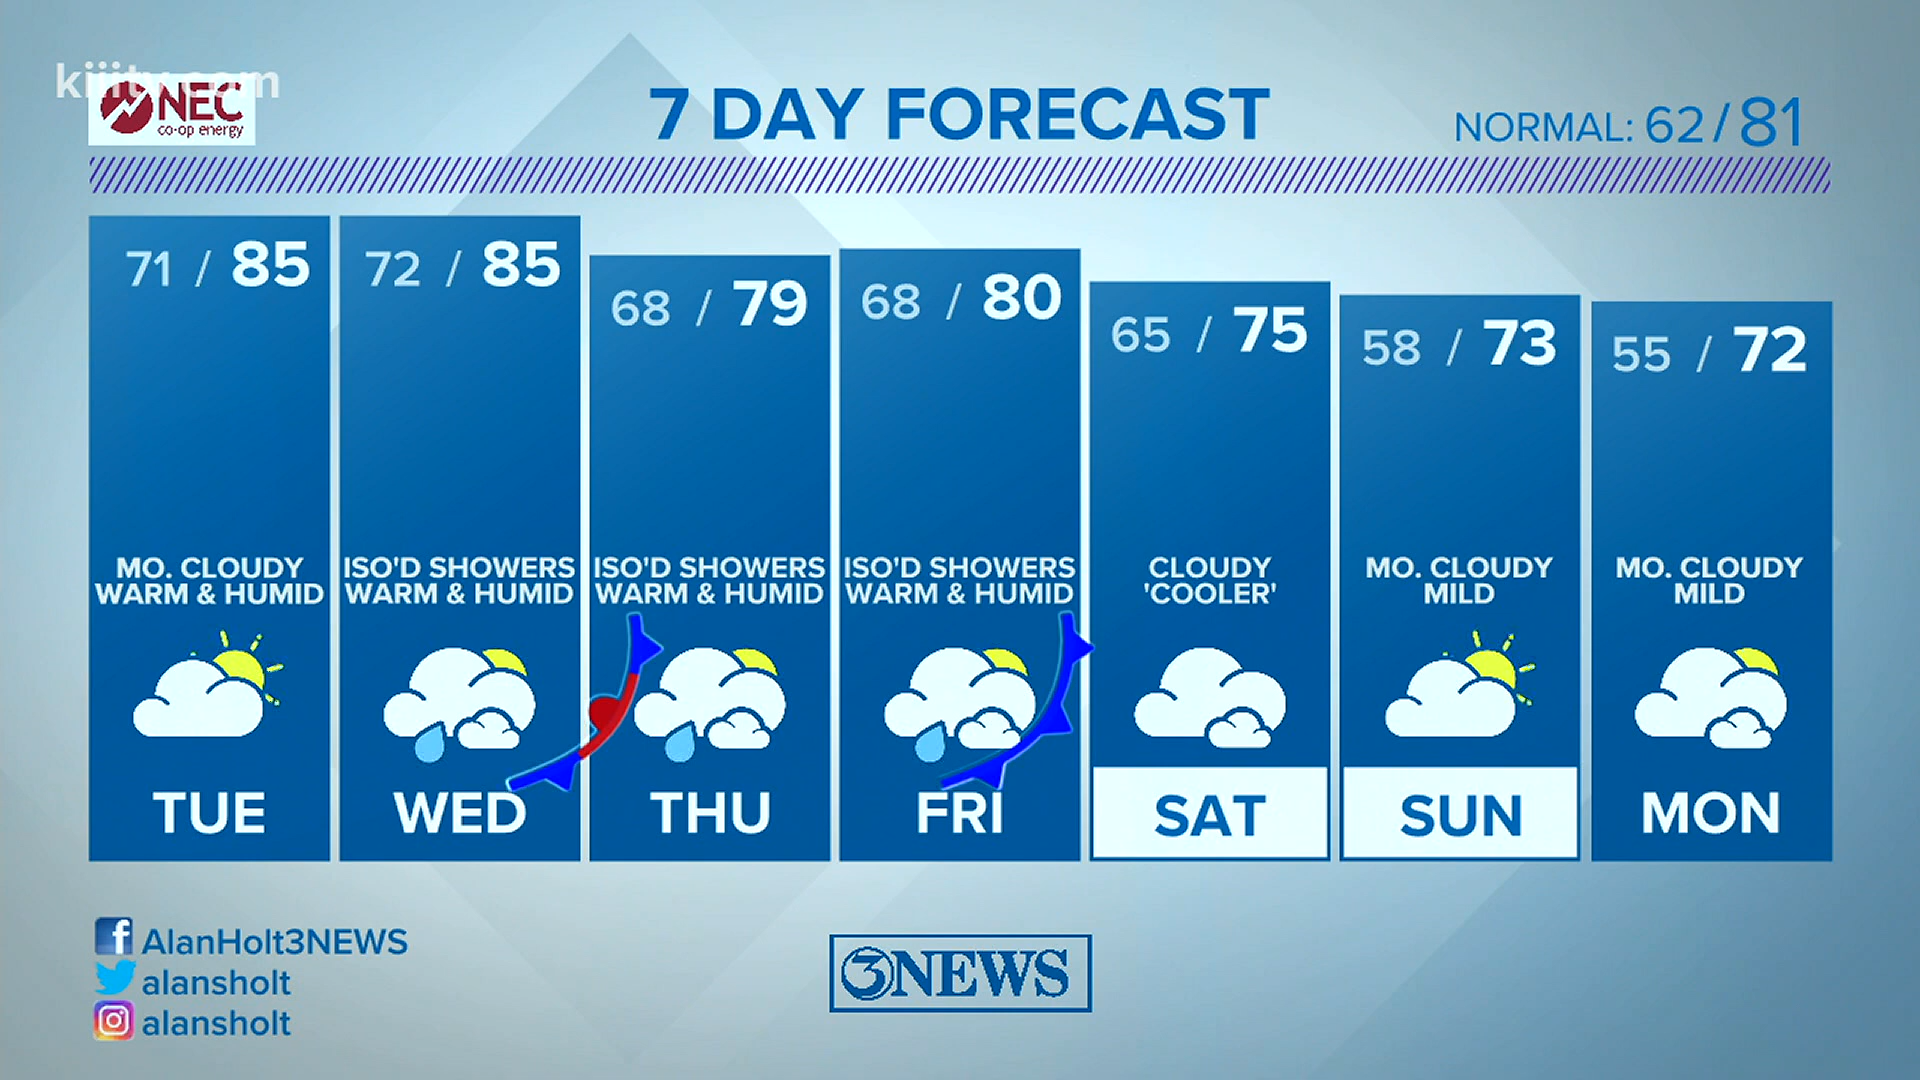 kiiitv.com
NEC
co-op energy
7 DAY FORECAST
NORMAL: 62/81
71 / 85
72 / 85
68 / 79
68 / 80
65 / 75
58 / 73
55 / 72
MO. CLOUDY
WARM & HUMID
ISO'D SHOWERS
WARM & HUMID
ISO'D SHOWERS
WARM & HUMID
ISO'D SHOWERS
WARM & HUMID
CLOUDY
'COOLER'
MO. CLOUDY
MILD
MO. CLOUDY
MILD
TUE
WED
THU
FRI
SAT
SUN
MON
f AlanHolt3NEWS
alansholt
alansholt
3NEWS